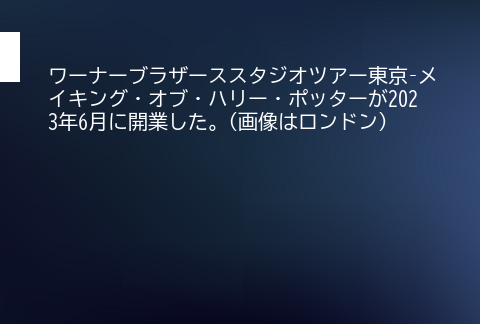 ワーナーブラザーススタジオツアー東京-メ
イキング・オブ・ハリー・ポッターが202
3年6月に開業した。(画像はロンドン)